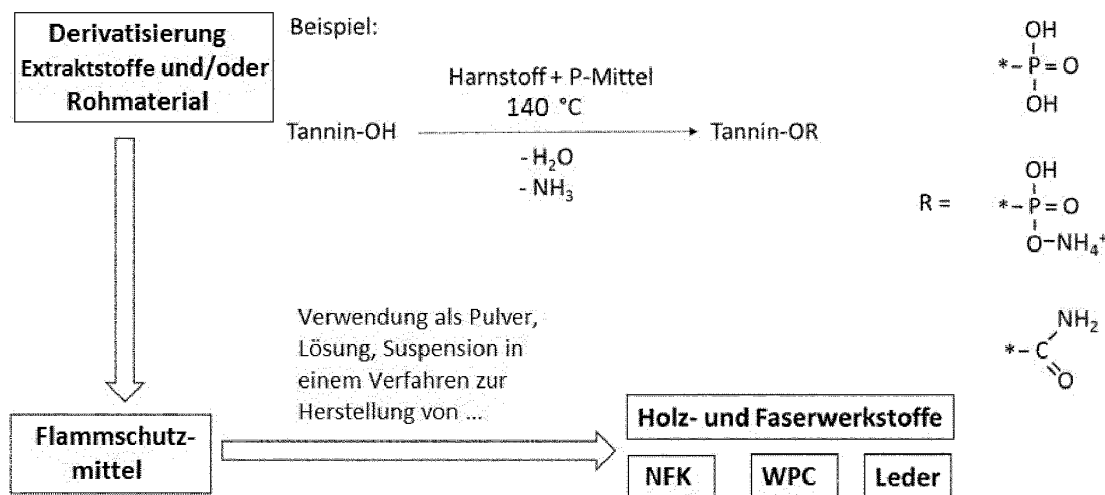 Derivatisierung
Extraktstoffe und/oder
Rohmaterial
Beispiel:
Harnstoff + P-Mittel
140 °C
Tannin-OH
Tannin-OR
- H₂O
- NH₃
R =
OH
*–P=O
OH
OH
*–P=O
O–NH₄⁺
NH₂
*–C
O
Verwendung als Pulver,
Lösung, Suspension in
einem Verfahren zur
Herstellung von ...
Flammschutz-
mittel
Holz- und Faserwerkstoffe
NFK
WPC
Leder